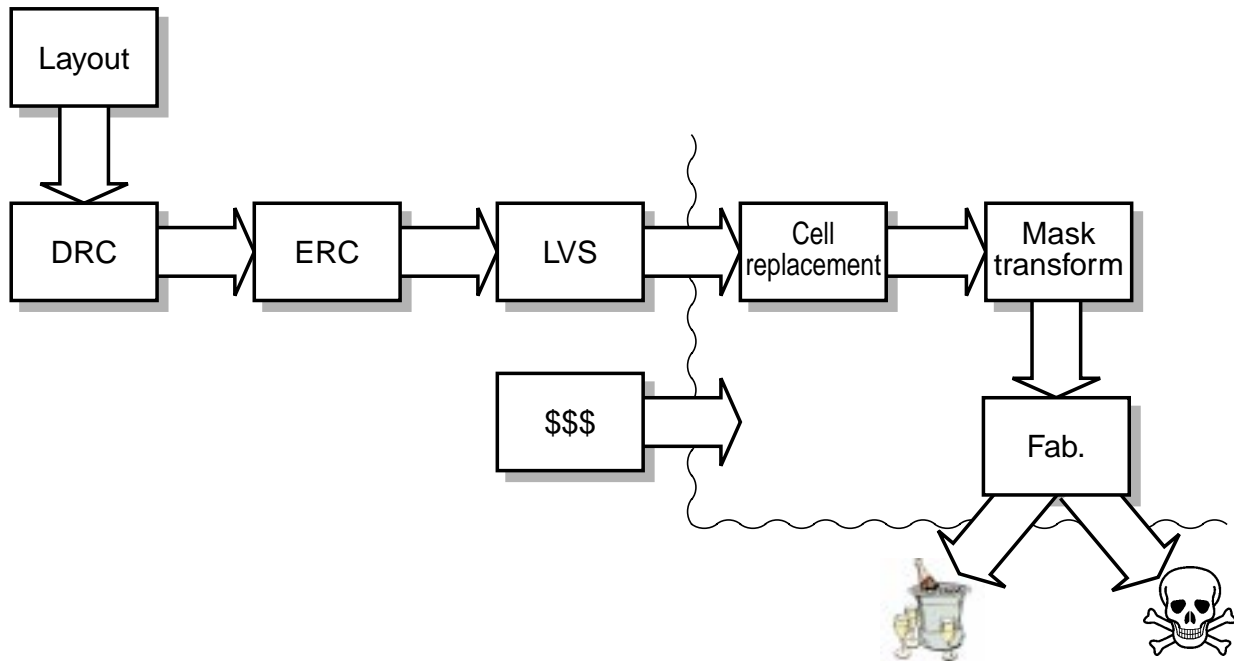 Layout
DRC
ERC
LVS
Cell
replacement
Mask
transform
$$$
Fab.